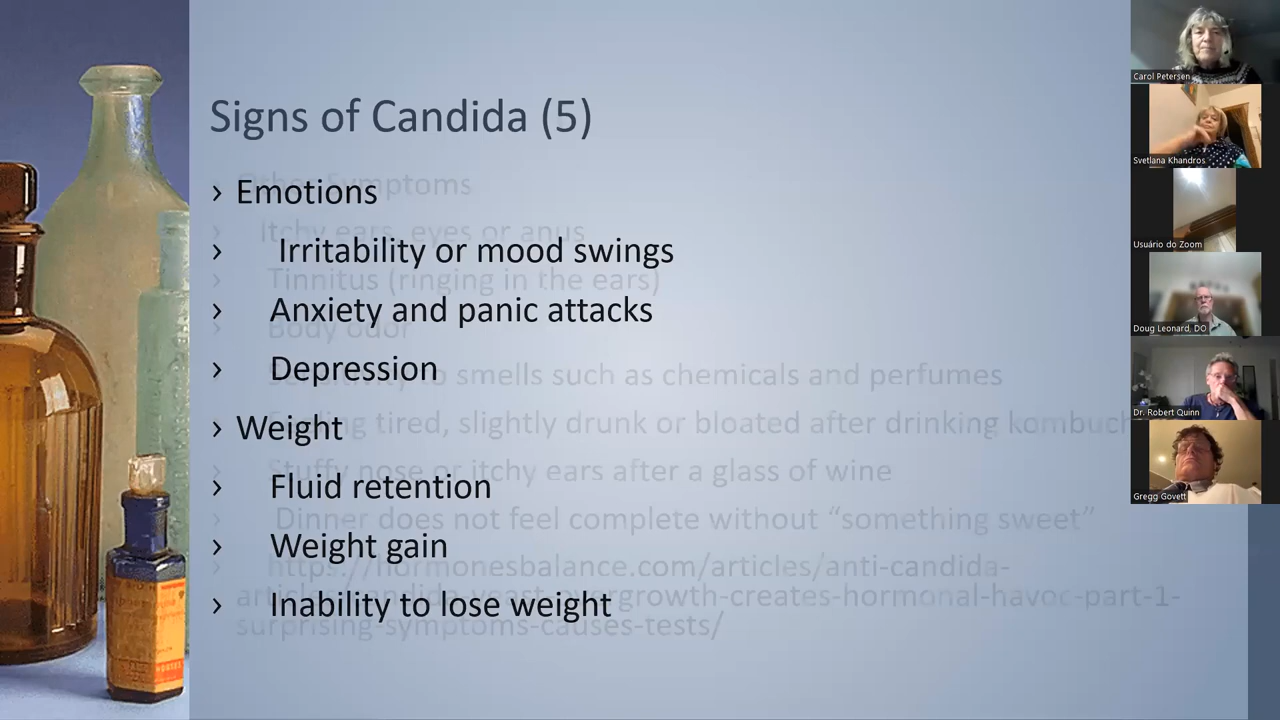 Signs of Candida (5)
› Emotions
› Irritability or mood swings
› Anxiety and panic attacks
› Depression
› Weight
› Fluid retention
› Weight gain
› Inability to lose weight
Other Symptoms
Itchy ears, eyes or anus
› Tinnitus (ringing in the ears)
› Body odor
smells such as chemicals and perfumes
tired, slightly drunk or bloated after drinking
› Stuffy nose or itchy ears after a glass of wine
› Dinner does not feel complete without “something sweet”
› https://hormonesbalance.com/articles/anti-candida-
growth-creates-hormonal-havoc-part-1-
surprising-symptoms-causes-tests/
Carol Petersen
Svetlana Khandros
Usuário do Zoom
Doug Leonard, DO
Dr. Robert Quinn
Gregg Govett